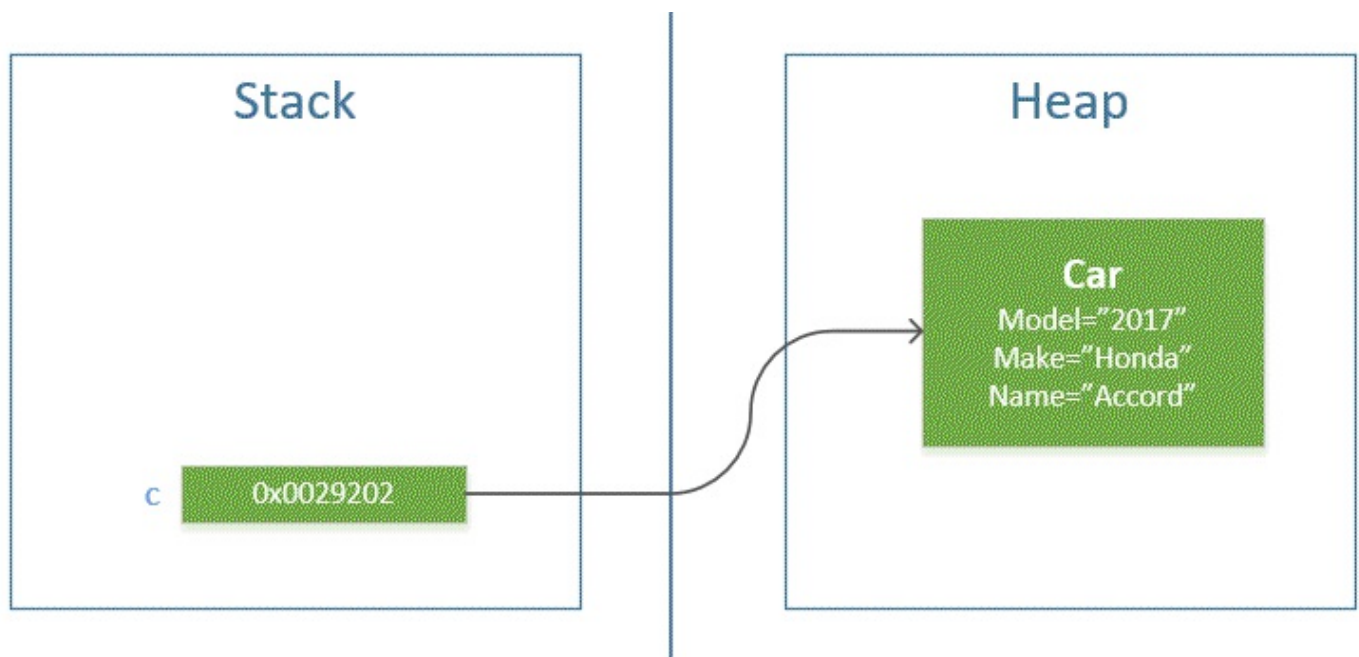 Stack
c
0x0029202
Heap
Car
Model=”2017”
Make=”Honda”
Name=”Accord”